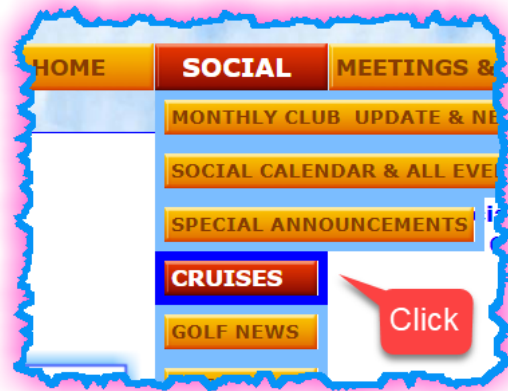 HOME SOCIAL MEETINGS &
MONTHLY CLUB UPDATE & NE
SOCIAL CALENDAR & ALL EVE
SPECIAL ANNOUNCEMENTS
CRUISES
Click
GOLF NEWS